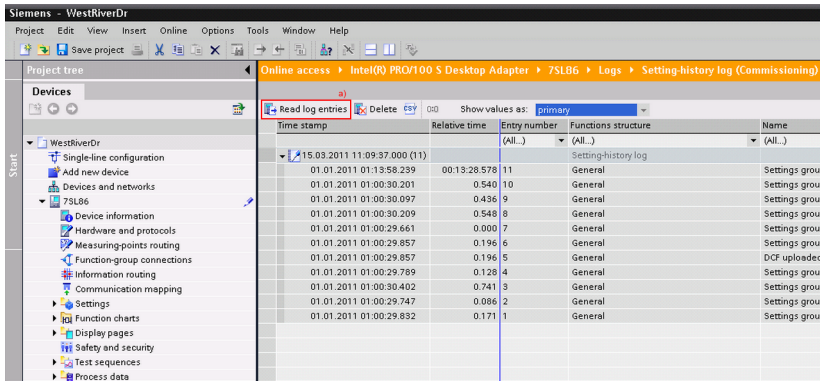 Siemens - WestRiverDr
Project Edit View Insert Online Options Tools Window Help
Save project
Project tree
Online access ▸ Intel(R) PRO/100 S Desktop Adapter ▸ 7SL86 ▸ Logs ▸ Setting-history log (Commissioning)
Devices
a)
Read log entries Delete CSV Show values as: primary
Time stamp Relative time Entry number Functions structure Name
(All...) (All...) (All...)
Start
WestRiverDr
Single-line configuration
Add new device
Devices and networks
7SL86
Device information
Hardware and protocols
Measuring-points routing
Function-group connections
Information routing
Communication mapping
Settings
Function charts
Display pages
Safety and security
Test sequences
Process data
15.03.2011 11:09:37.000 (11) Setting-history log
01.01.2011 01:13:58.239 00:13:28.578 11 General Settings grou
01.01.2011 01:00:30.201 0.540 10 General Settings grou
01.01.2011 01:00:30.097 0.436 9 General Settings grou
01.01.2011 01:00:30.209 0.548 8 General Settings grou
01.01.2011 01:00:29.661 0.000 7 General Settings grou
01.01.2011 01:00:29.857 0.196 6 General Settings grou
01.01.2011 01:00:29.857 0.196 5 General DCF uploaded
01.01.2011 01:00:29.789 0.128 4 General Settings grou
01.01.2011 01:00:30.402 0.741 3 General Settings grou
01.01.2011 01:00:29.747 0.086 2 General Settings grou
01.01.2011 01:00:29.832 0.171 1 General Settings grou